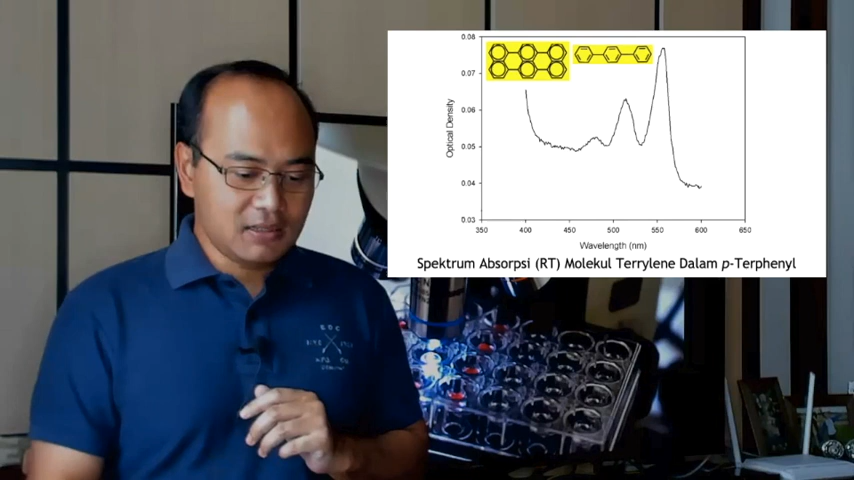 0.08
0.07
0.06
0.05
0.04
0.03
Optical Density
350 400 450 500 550 600 650
Wavelength (nm)
Spektrum Absorpsi (RT) Molekul Terrylene Dalam p-Terphenyl